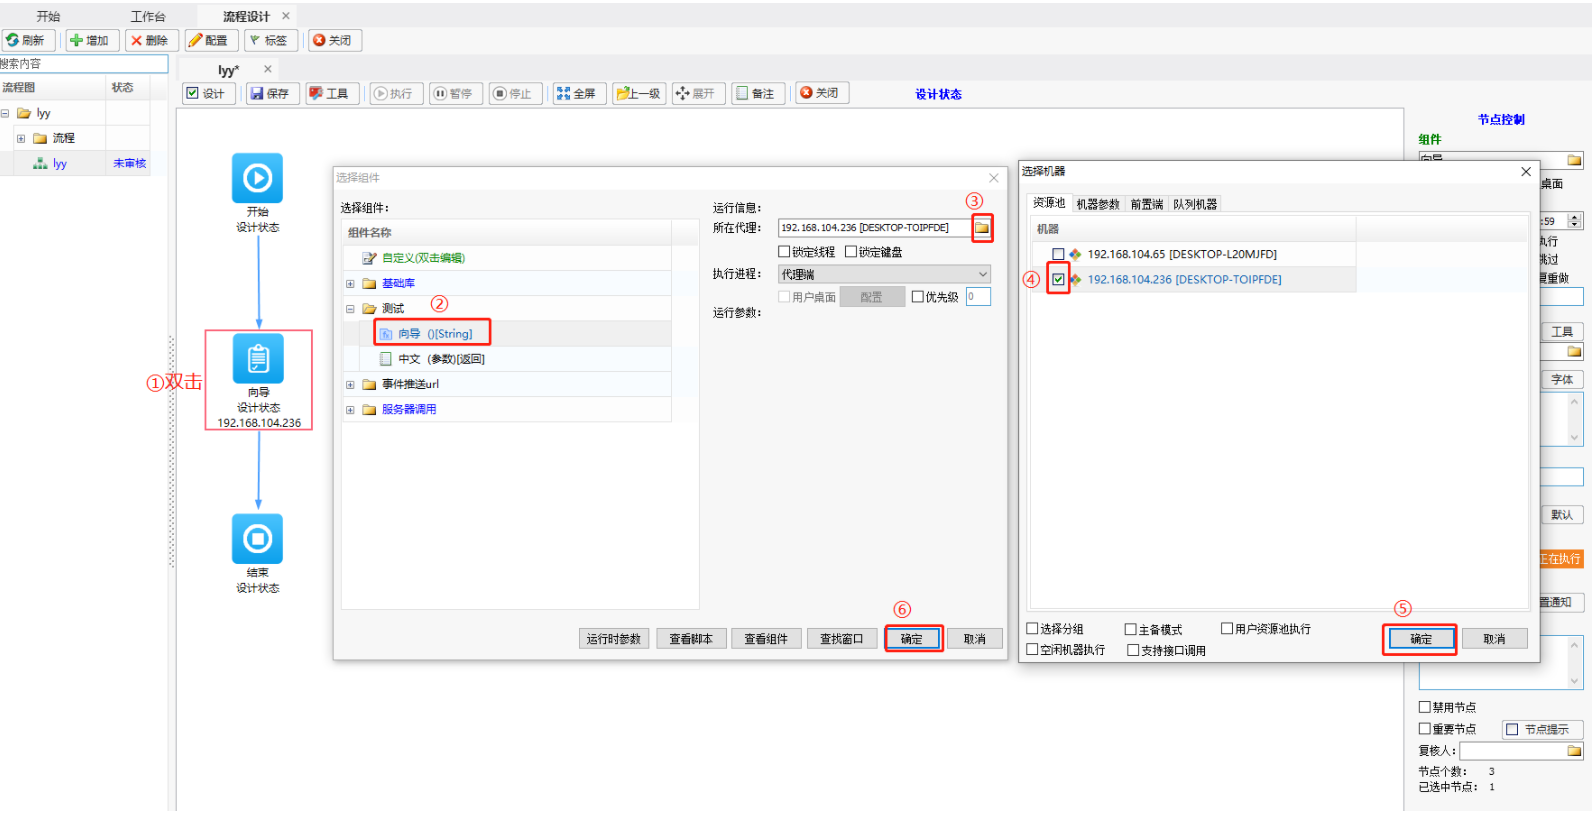 开始 工作台 流程设计 ×
刷新 增加 删除 配置 标签 关闭
搜索内容
流程图 状态
lyy
流程
lyy 未审核
lyy* ×
设计 保存 工具 执行 暂停 停止 全屏 上一级 展开 备注 关闭 设计状态
开始
设计状态
①双击
向导
设计状态
192.168.104.236
结束
设计状态
选择组件
选择组件：
组件名称
自定义(双击编辑)
基础库
测试
②
向导 ()[String]
中文 (参数)[返回]
事件推送url
服务器调用
运行信息：
③
所在代理： 192.168.104.236 [DESKTOP-TOIPFDE]
锁定线程 锁定键盘
执行进程： 代理端
用户桌面 配置 优先级 0
运行参数：
⑥
运行时参数 查看脚本 查看组件 查找窗口 确定 取消
选择机器
资源池 机器参数 前置端 队列机器
机器
192.168.104.65 [DESKTOP-L20MJFD]
④
192.168.104.236 [DESKTOP-TOIPFDE]
⑤
选择分组 主备模式 用户资源池执行
空闲机器执行 支持接口调用
确定 取消
节点控制
组件
向导
桌面
:59
执行
跳过
重做
工具
字体
默认
正在执行
置通知
禁用节点
重要节点 节点提示
复核人：
节点个数： 3
已选中节点： 1